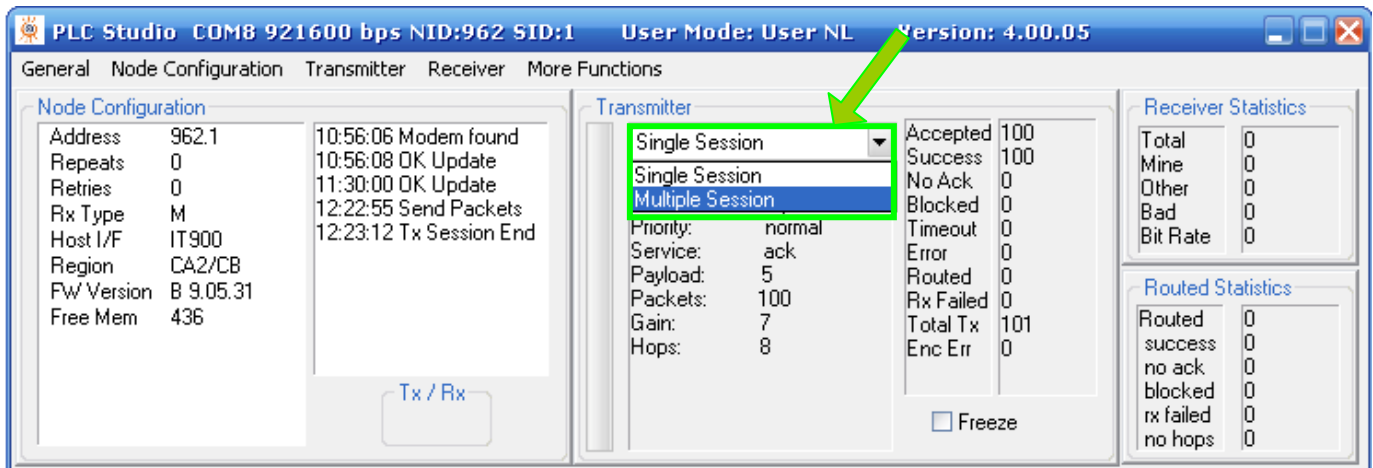 PLC Studio COM8 921600 bps NID:962 SID:1 User Mode: User NL Version: 4.00.05
General Node Configuration Transmitter Receiver More Functions
Node Configuration
Address 962.1
Repeats 0
Retries 0
Rx Type M
Host I/F IT900
Region CA2/CB
FW Version B 9.05.31
Free Mem 436
10:56:06 Modem found
10:56:08 OK Update
11:30:00 OK Update
12:22:55 Send Packets
12:23:12 Tx Session End
Tx / Rx
Transmitter
Single Session
Single Session
Multiple Session
Priority: normal
Service: ack
Payload: 5
Packets: 100
Gain: 7
Hops: 8
Accepted 100
Success 100
No Ack 0
Blocked 0
Timeout 0
Error 0
Routed 0
Rx Failed 0
Total Tx 101
Enc Err 0
Freeze
Receiver Statistics
Total 0
Mine 0
Other 0
Bad 0
Bit Rate 0
Routed Statistics
Routed 0
success 0
no ack 0
blocked 0
rx failed 0
no hops 0